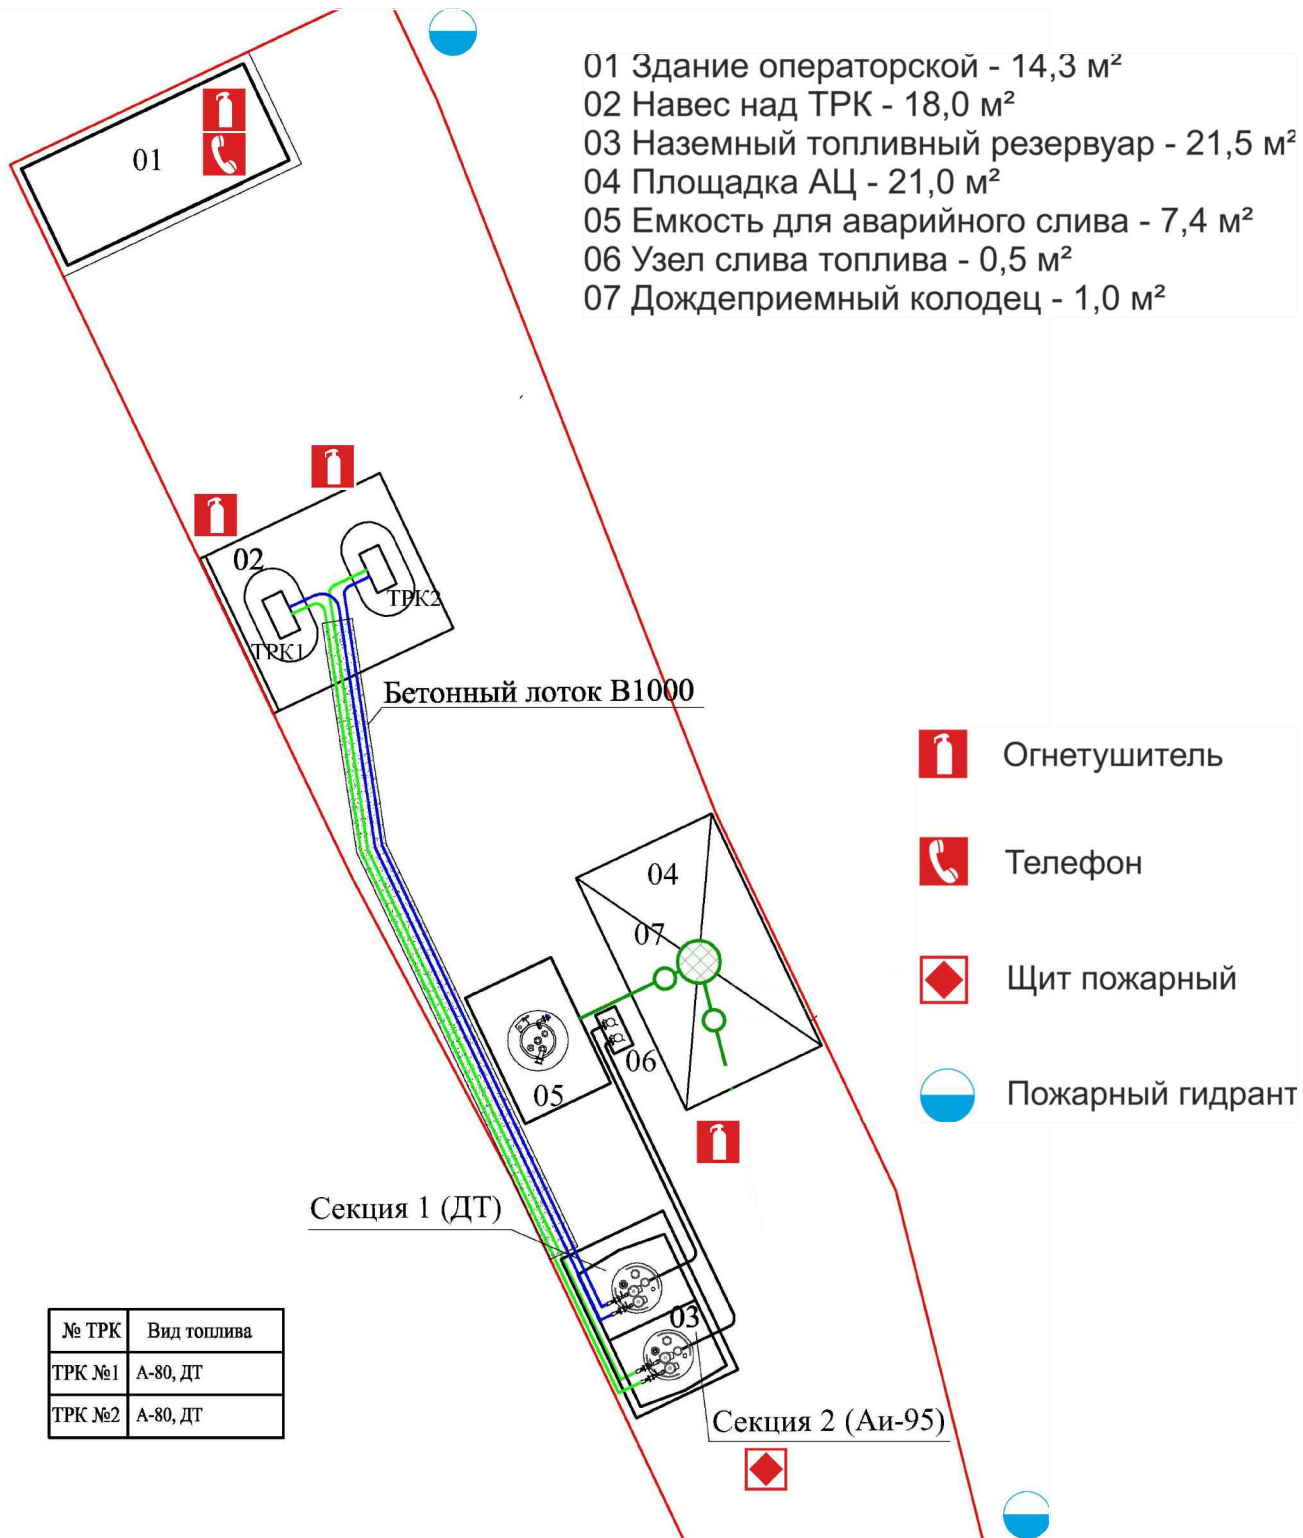 01 Здание операторской - 14,3 м²
02 Навес над ТРК - 18,0 м²
03 Наземный топливный резервуар - 21,5 м²
04 Площадка АЦ - 21,0 м²
05 Емкость для аварийного слива - 7,4 м²
06 Узел слива топлива - 0,5 м²
07 Дождеприемный колодец - 1,0 м²
01
02
ТРК2
ТРК1
Бетонный лоток В1000
Огнетушитель
Телефон
Щит пожарный
Пожарный гидрант
04
07
06
05
Секция 1 (ДТ)
03
Секция 2 (Аи-95)
№ ТРК Вид топлива
ТРК №1 А-80, ДТ
ТРК №2 А-80, ДТ